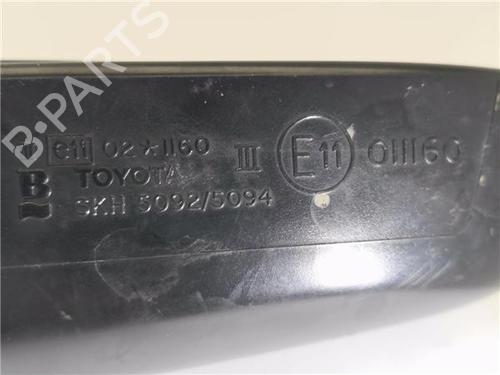 e11 02*1160 III E11 011160
B TOYOTA
SKH 5092/5094
B-PARTS